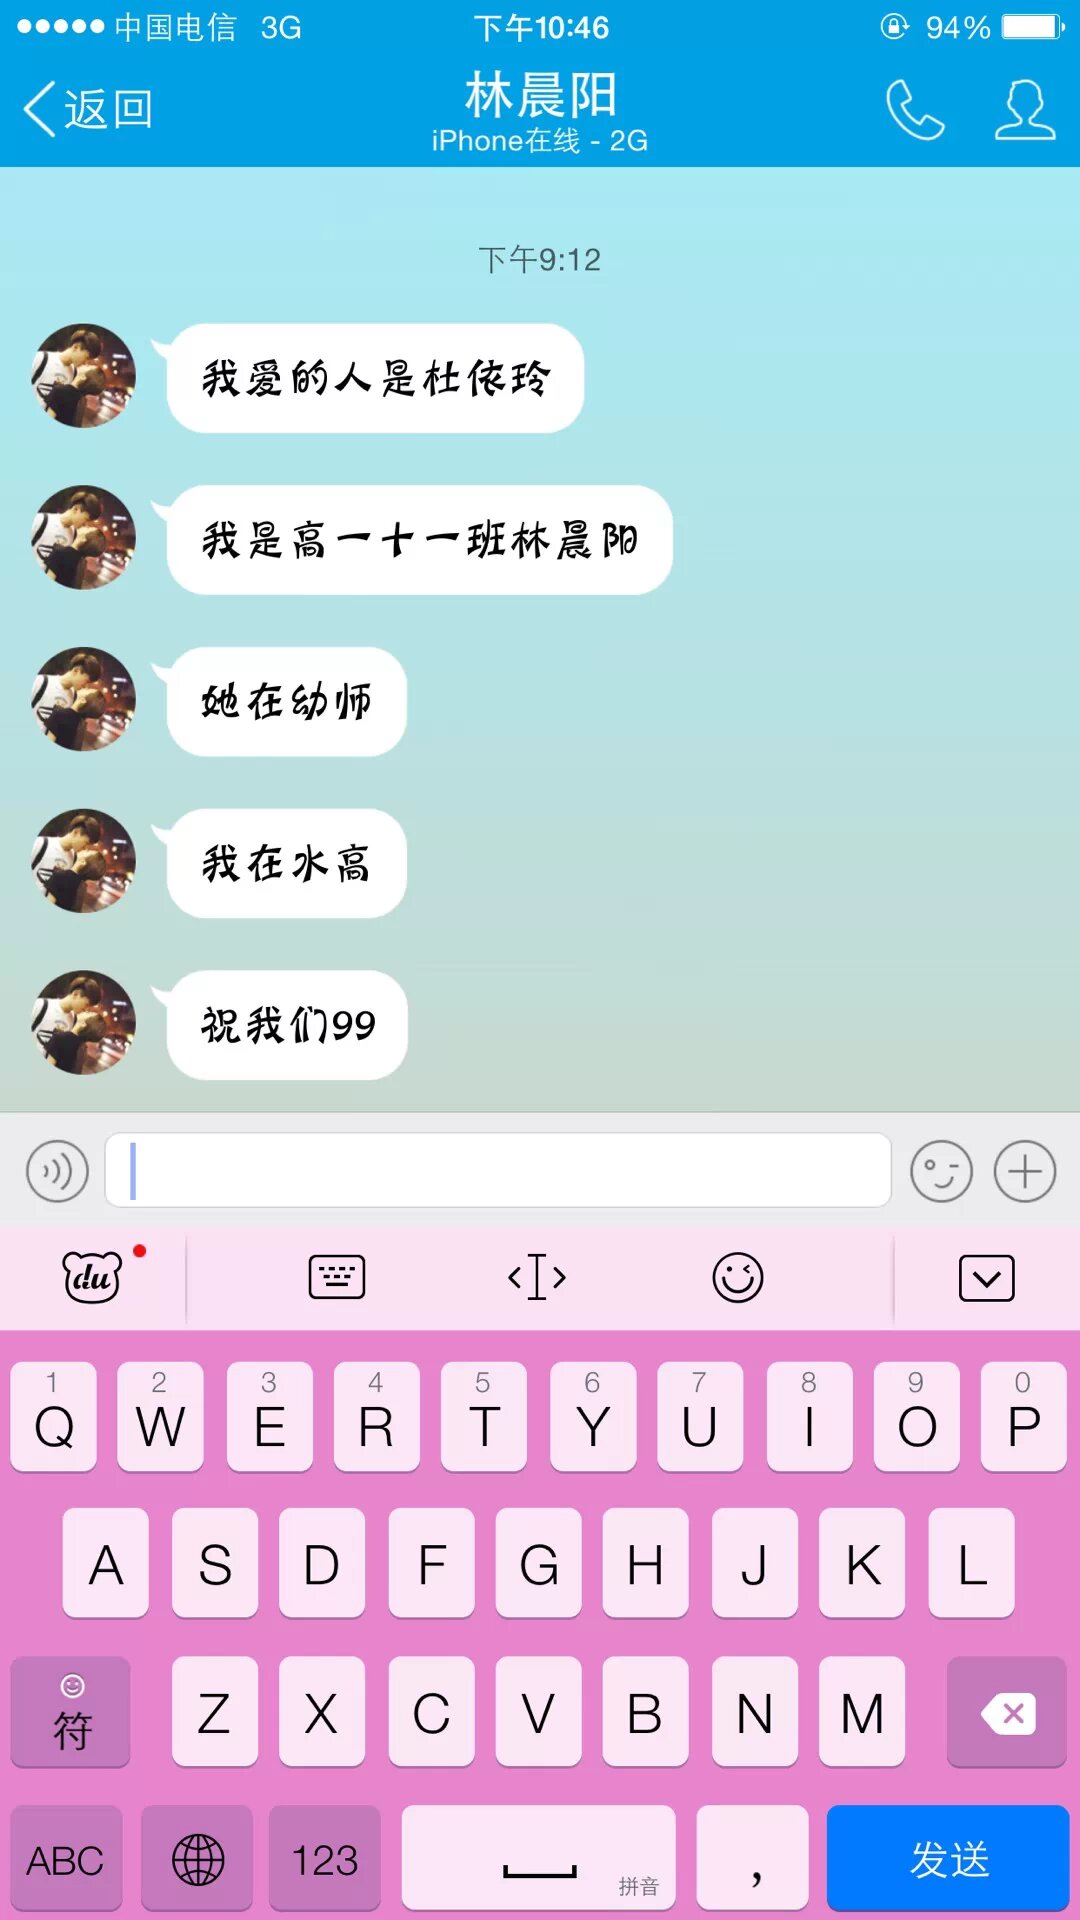 中国电信 3G 下午10:46 94%
返回 林晨阳
iPhone在线 - 2G
下午9:12
我爱的人是杜依玲
我是高一十一班林晨阳
她在幼师
我在水高
祝我们99
du
1 2 3 4 5 6 7 8 9 0
Q W E R T Y U I O P
A S D F G H J K L
符 Z X C V B N M
ABC 123 拼音 , 发送